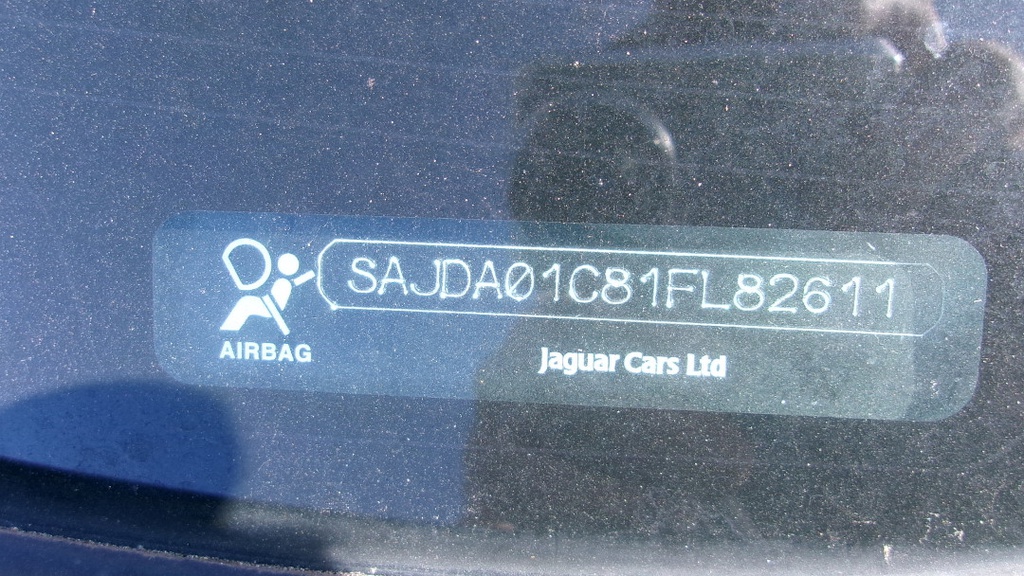 SAJDA01C81FL82611
AIRBAG
Jaguar Cars Ltd